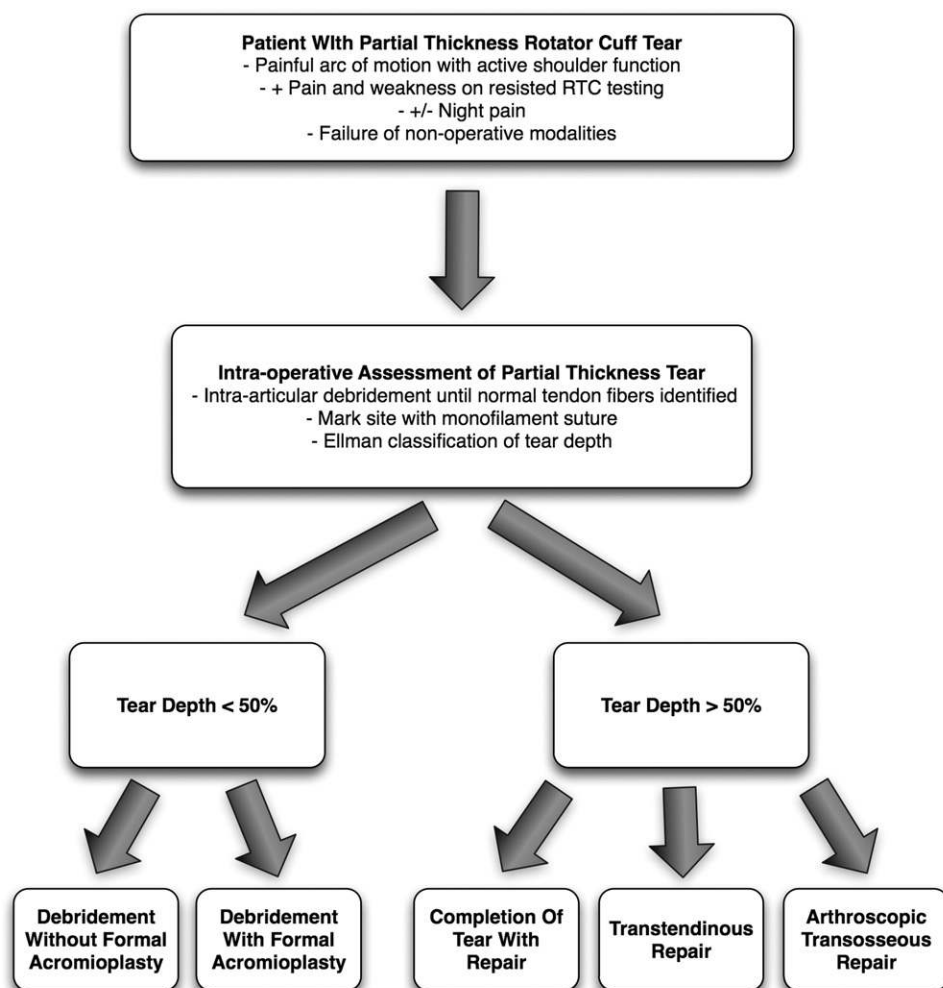 Patient WIth Partial Thickness Rotator Cuff Tear
- Painful arc of motion with active shoulder function
- + Pain and weakness on resisted RTC testing
- +/- Night pain
- Failure of non-operative modalities
Intra-operative Assessment of Partial Thickness Tear
- Intra-articular debridement until normal tendon fibers identified
- Mark site with monofilament suture
- Ellman classification of tear depth
Tear Depth < 50%
Tear Depth > 50%
Debridement
Without Formal
Acromioplasty
Debridement
With Formal
Acromioplasty
Completion Of
Tear With
Repair
Transtendinous
Repair
Arthroscopic
Transosseous
Repair